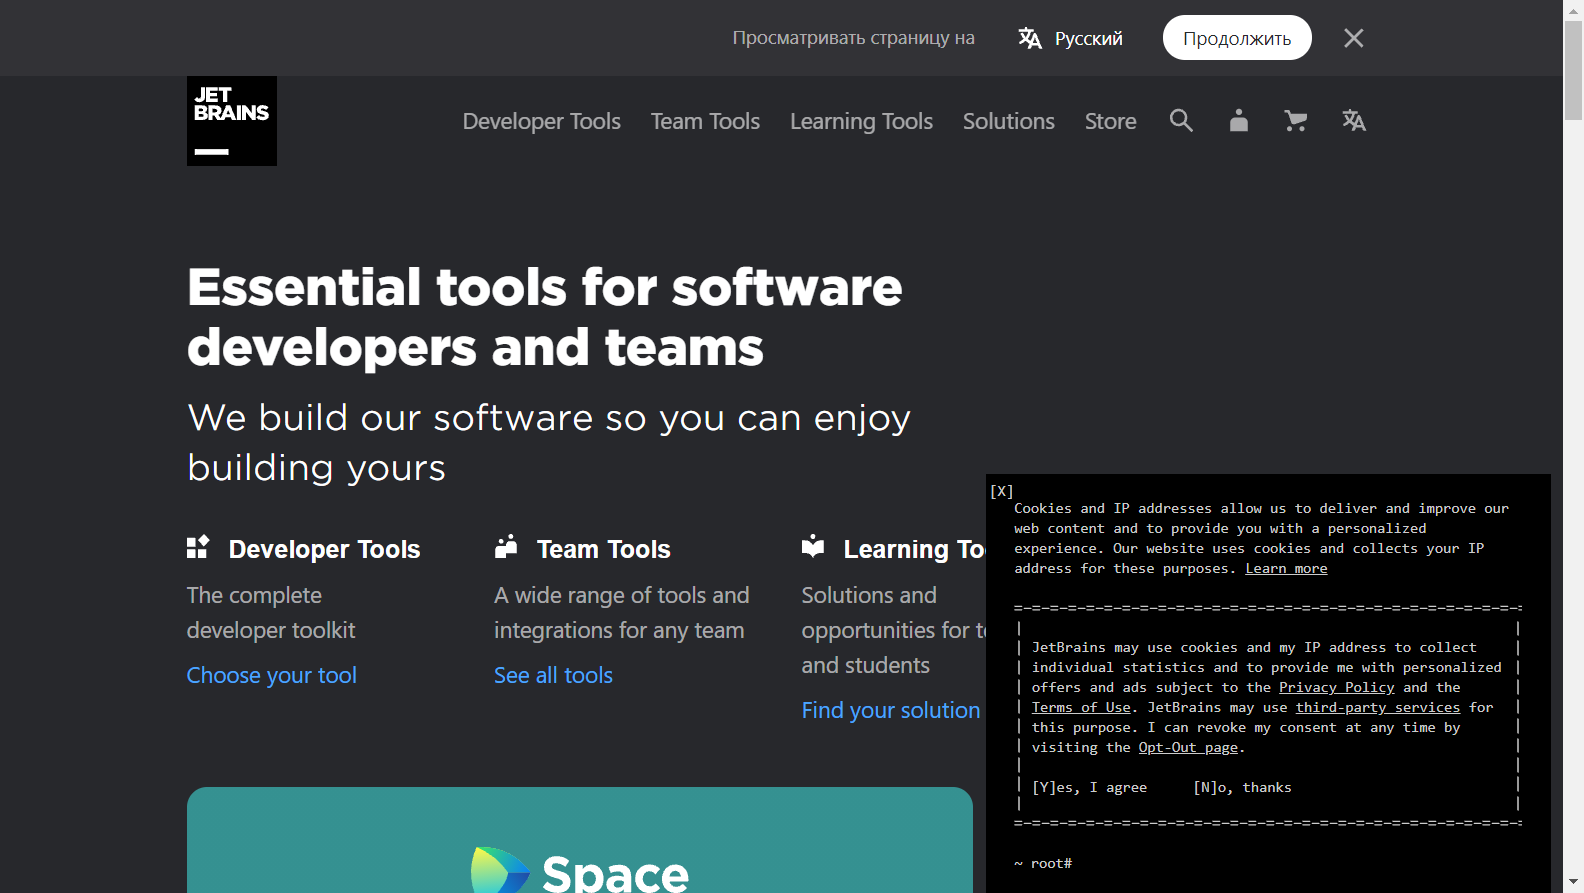 Просматривать страницу на
Русский
Продолжить
JET
BRAINS
Developer Tools
Team Tools
Learning Tools
Solutions
Store
Essential tools for software
developers and teams
We build our software so you can enjoy
building yours
Developer Tools
The complete
developer toolkit
Choose your tool
Team Tools
A wide range of tools and
integrations for any team
See all tools
Learning To
Solutions and
opportunities for t
and students
Find your solution
Space
[X]
Cookies and IP addresses allow us to deliver and improve our
web content and to provide you with a personalized
experience. Our website uses cookies and collects your IP
address for these purposes. Learn more
JetBrains may use cookies and my IP address to collect
individual statistics and to provide me with personalized
offers and ads subject to the Privacy Policy and the
Terms of Use. JetBrains may use third-party services for
this purpose. I can revoke my consent at any time by
visiting the Opt-Out page.
[Y]es, I agree [N]o, thanks
~ root#